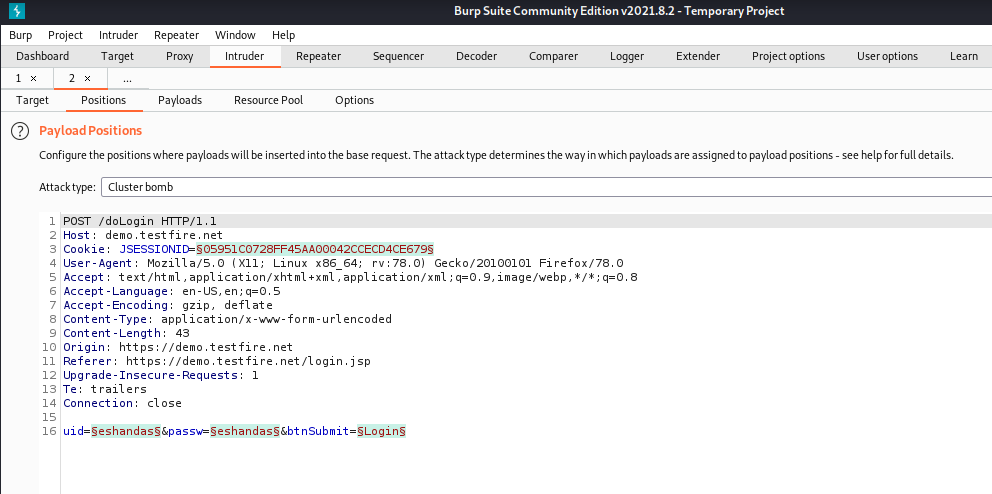 Burp Suite Community Edition v2021.8.2 - Temporary Project
Burp Project Intruder Repeater Window Help
Dashboard Target Proxy Intruder Repeater Sequencer Decoder Comparer Logger Extender Project options User options Learn
1 × 2 × ...
Target Positions Payloads Resource Pool Options
? Payload Positions
Configure the positions where payloads will be inserted into the base request. The attack type determines the way in which payloads are assigned to payload positions - see help for full details.
Attack type: Cluster bomb
1 POST /doLogin HTTP/1.1
2 Host: demo.testfire.net
3 Cookie: JSESSIONID=§05951C0728FF45AA00042CCECD4CE679§
4 User-Agent: Mozilla/5.0 (X11; Linux x86_64; rv:78.0) Gecko/20100101 Firefox/78.0
5 Accept: text/html,application/xhtml+xml,application/xml;q=0.9,image/webp,*/*;q=0.8
6 Accept-Language: en-US,en;q=0.5
7 Accept-Encoding: gzip, deflate
8 Content-Type: application/x-www-form-urlencoded
9 Content-Length: 43
10 Origin: https://demo.testfire.net
11 Referer: https://demo.testfire.net/login.jsp
12 Upgrade-Insecure-Requests: 1
13 Te: trailers
14 Connection: close
15
16 uid=§eshandas§&passw=§eshandas§&btnSubmit=§Login§